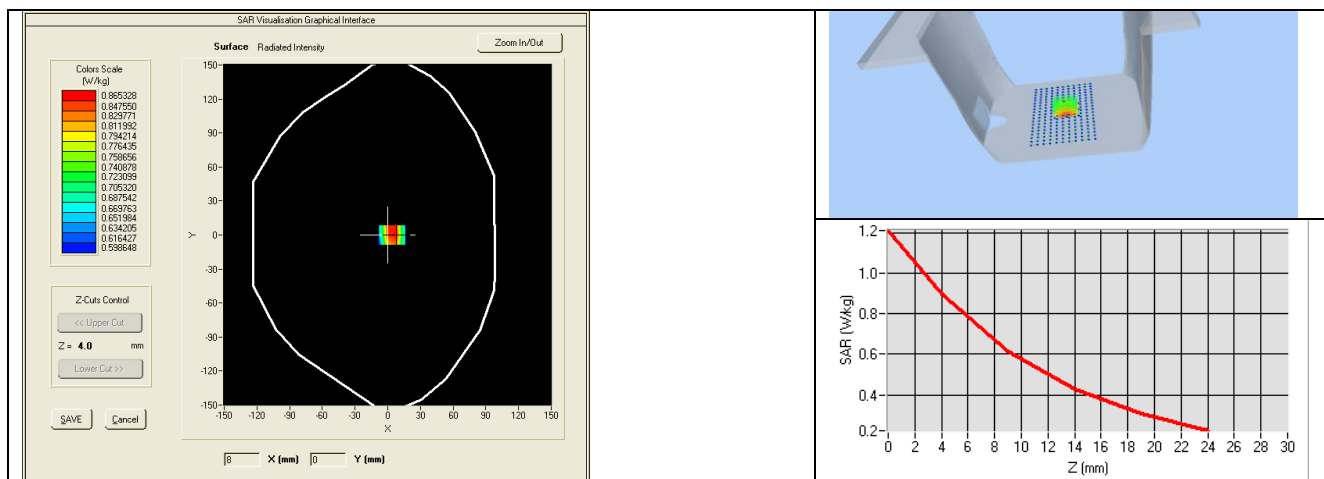 SAR Visualisation Graphical Interface
Surface Radiated Intensity
Zoom In/Out
Colors Scale
(W/kg)
0.865328
0.847550
0.829771
0.811992
0.794214
0.776435
0.758656
0.740878
0.723099
0.705320
0.687542
0.669763
0.651984
0.634205
0.616427
0.598648
Z-Cuts Control
<< Upper Cut
Z = 4.0 mm
Lower Cut >>
SAVE Cancel
150-
120-
90-
60-
30-
0-
-30-
-60-
-90-
-120-
-150-
Y
-150 -120 -90 -60 -30 0 30 60 90 120 150
X
8 X (mm) 0 Y (mm)
1.2-
1.0-
0.8-
0.6-
0.4-
0.2-
SAR (W/kg)
0 2 4 6 8 10 12 14 16 18 20 22 24 26 28 30
Z (mm)